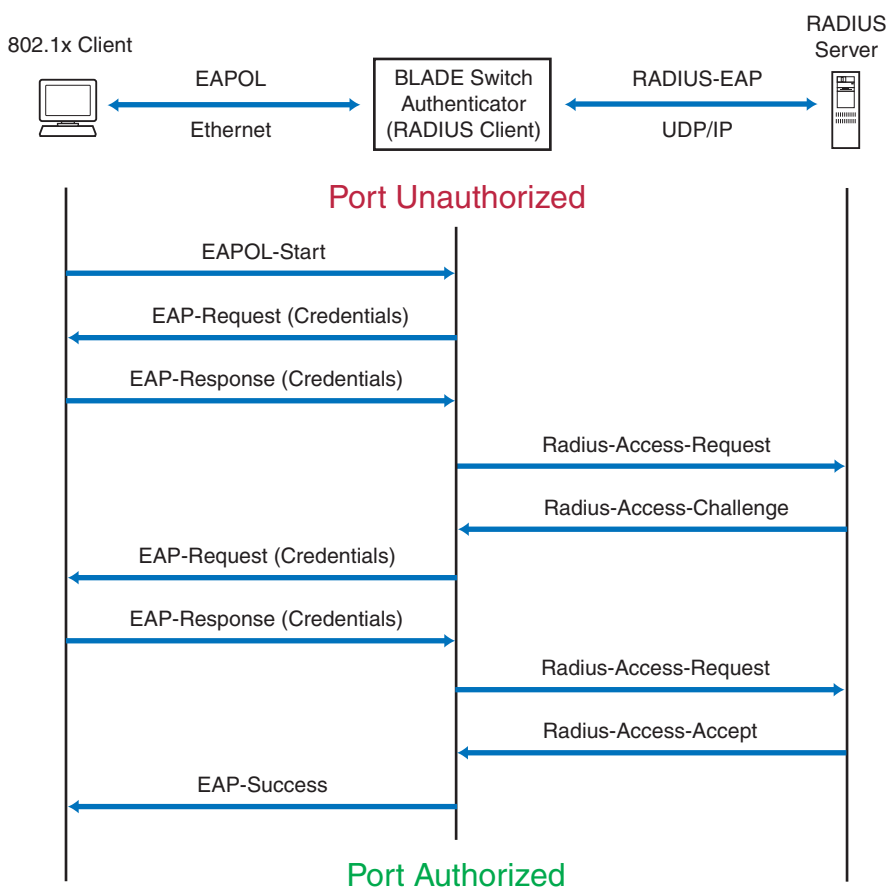 802.1x Client
EAPOL
Ethernet
BLADE Switch
Authenticator
(RADIUS Client)
RADIUS-EAP
UDP/IP
RADIUS
Server
Port Unauthorized
EAPOL-Start
EAP-Request (Credentials)
EAP-Response (Credentials)
Radius-Access-Request
Radius-Access-Challenge
EAP-Request (Credentials)
EAP-Response (Credentials)
Radius-Access-Request
Radius-Access-Accept
EAP-Success
Port Authorized